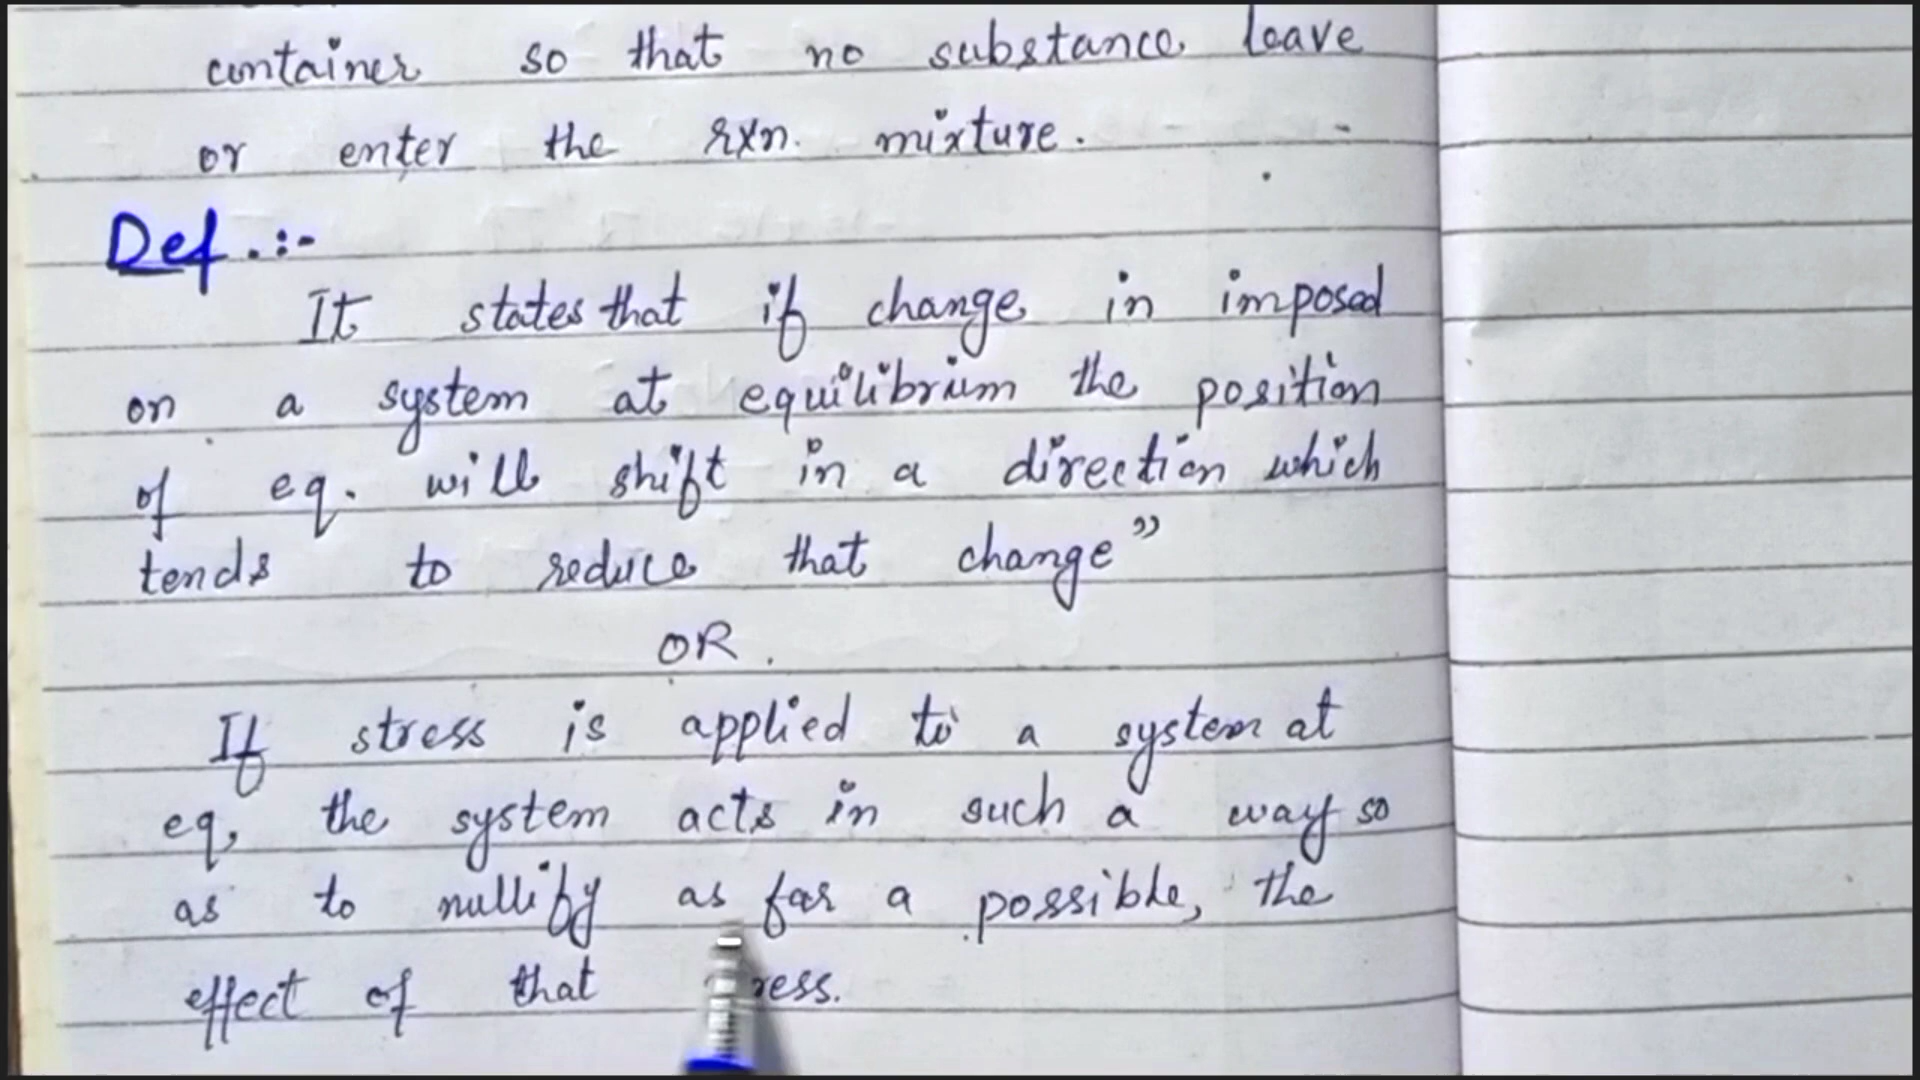 container so that no substance leave
or enter the rxn. mixture.
Def.:-
It states that if change in imposed
on a system at equilibrium the position
of eq. will shift in a direction which
tends to reduce that change”
OR.
If stress is applied to a system at
eq, the system acts in such a way so
as to nullify as far a possible, the
effect of that